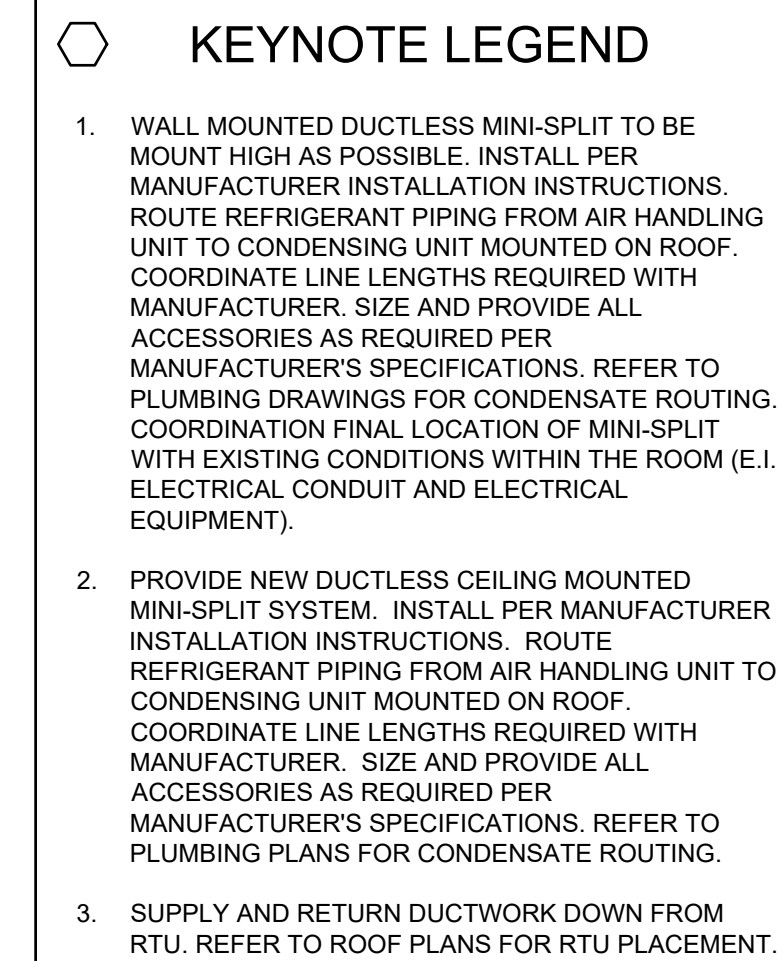 KEYNOTE LEGEND
1. WALL MOUNTED DUCTLESS MINI-SPLIT TO BE
MOUNT HIGH AS POSSIBLE. INSTALL PER
MANUFACTURER INSTALLATION INSTRUCTIONS.
ROUTE REFRIGERANT PIPING FROM AIR HANDLING
UNIT TO CONDENSING UNIT MOUNTED ON ROOF.
COORDINATE LINE LENGTHS REQUIRED WITH
MANUFACTURER. SIZE AND PROVIDE ALL
ACCESSORIES AS REQUIRED PER
MANUFACTURER'S SPECIFICATIONS. REFER TO
PLUMBING DRAWINGS FOR CONDENSATE ROUTING.
COORDINATION FINAL LOCATION OF MINI-SPLIT
WITH EXISTING CONDITIONS WITHIN THE ROOM (E.I.
ELECTRICAL CONDUIT AND ELECTRICAL
EQUIPMENT).
2. PROVIDE NEW DUCTLESS CEILING MOUNTED
MINI-SPLIT SYSTEM. INSTALL PER MANUFACTURER
INSTALLATION INSTRUCTIONS. ROUTE
REFRIGERANT PIPING FROM AIR HANDLING UNIT TO
CONDENSING UNIT MOUNTED ON ROOF.
COORDINATE LINE LENGTHS REQUIRED WITH
MANUFACTURER. SIZE AND PROVIDE ALL
ACCESSORIES AS REQUIRED PER
MANUFACTURER'S SPECIFICATIONS. REFER TO
PLUMBING PLANS FOR CONDENSATE ROUTING.
3. SUPPLY AND RETURN DUCTWORK DOWN FROM
RTU. REFER TO ROOF PLANS FOR RTU PLACEMENT.